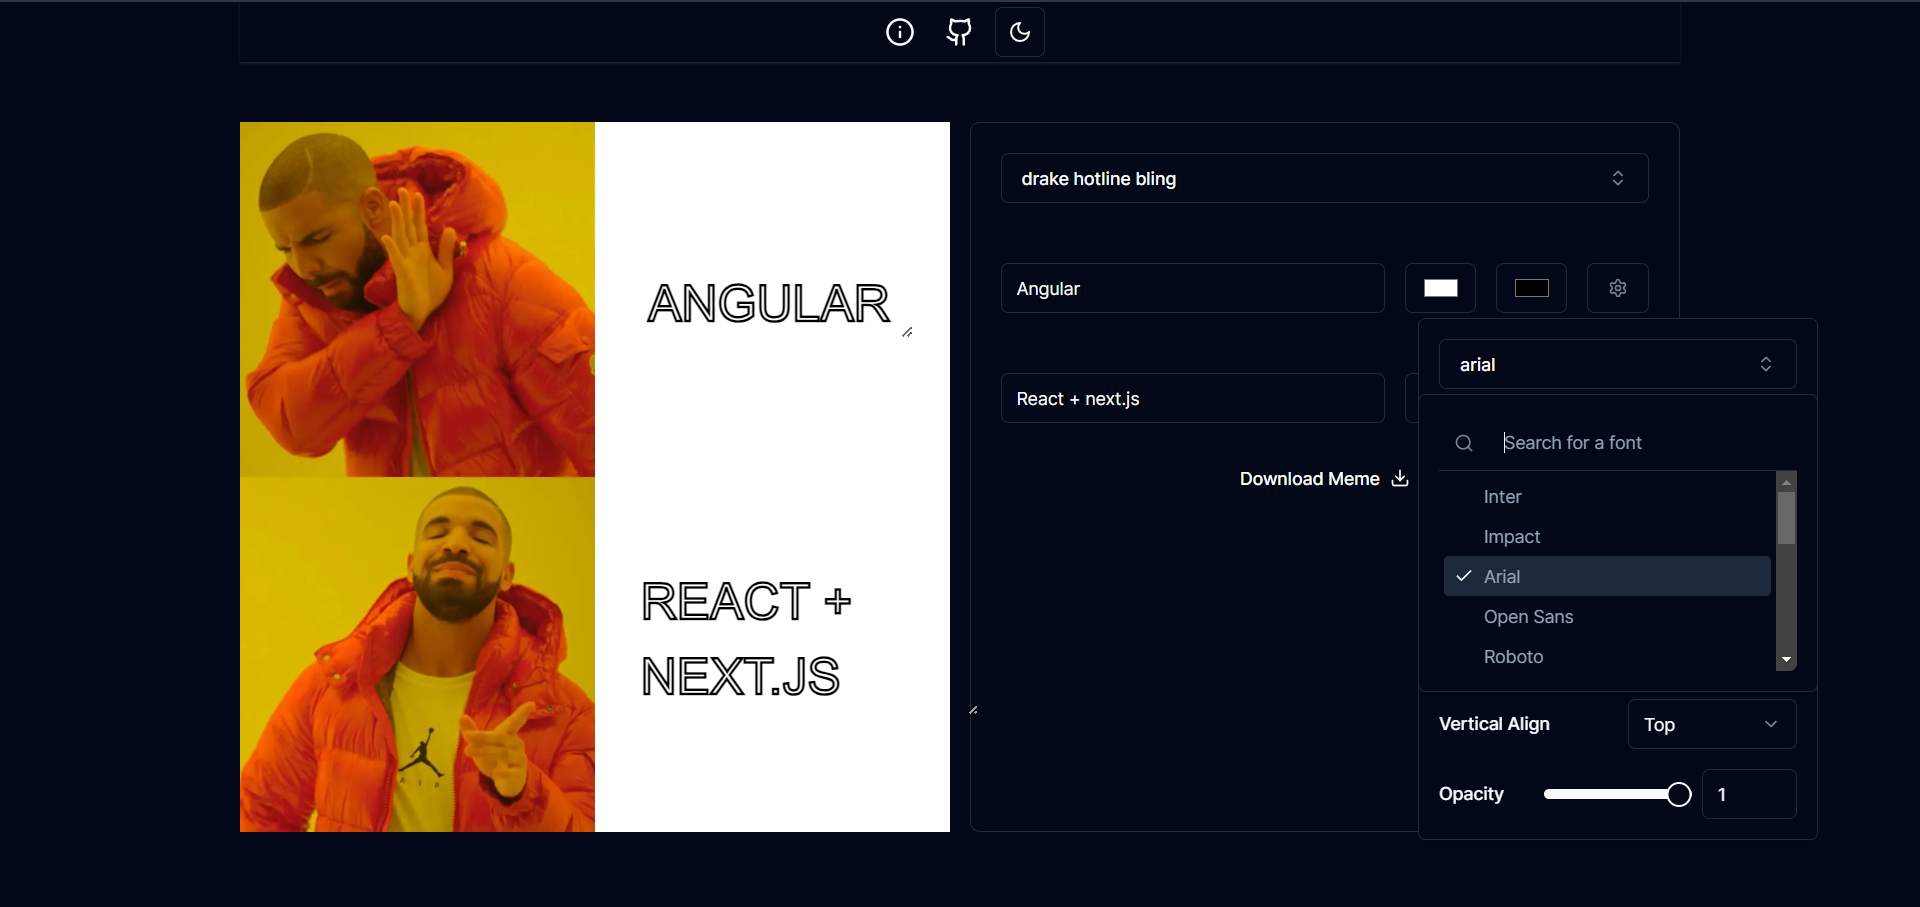 ANGULAR
REACT +
NEXT.JS
AIR
drake hotline bling
Angular
React + next.js
Download Meme
arial
Search for a font
Inter
Impact
Arial
Open Sans
Roboto
Vertical Align
Top
Opacity
1